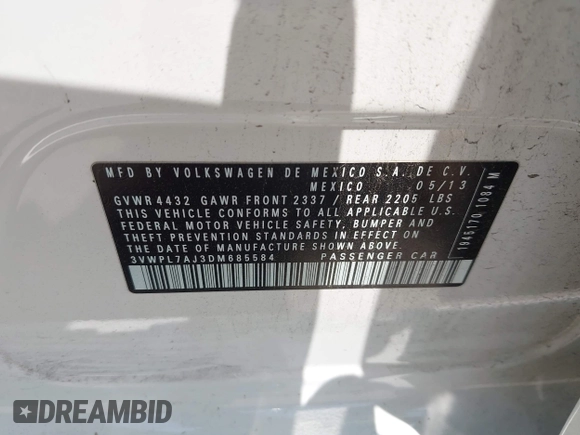 MFD BY VOLKSWAGEN DE MEXICO S.A. DE C.V.
MEXICO 05/13
GVWR 4432 GAWR FRONT 2337 / REAR 2205 LBS
THIS VEHICLE CONFORMS TO ALL APPLICABLE U.S.
FEDERAL MOTOR VEHICLE SAFETY, BUMPER AND
THEFT PREVENTION STANDARDS IN EFFECT ON
THE DATE OF MANUFACTURE SHOWN ABOVE.
3VWPL7AJ3DM685584 PASSENGER CAR
1945170 1084 M
DREAMBID